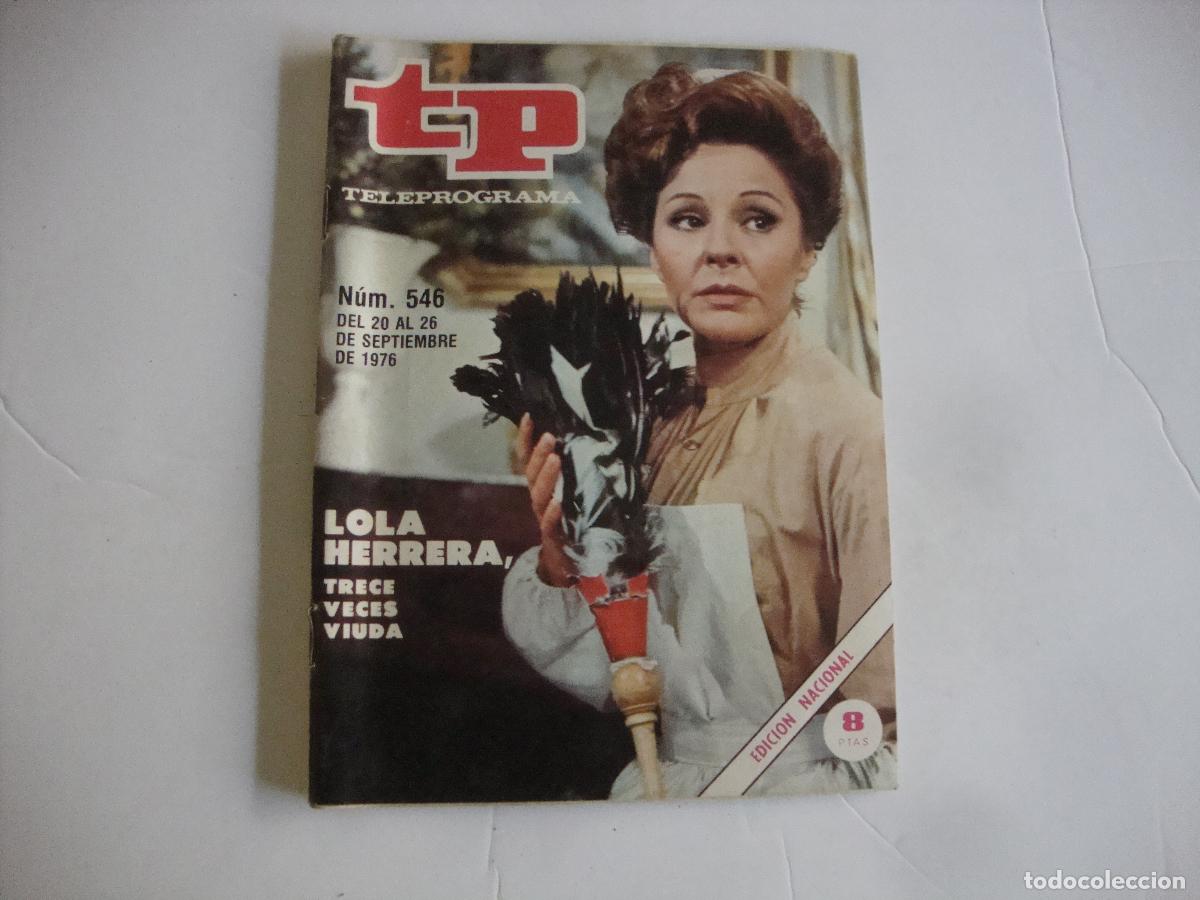 tp
TELEPROGRAMA
Núm. 546
DEL 20 AL 26
DE SEPTIEMBRE
DE 1976
LOLA
HERRERA,
TRECE
VECES
VIUDA
EDICION NACIONAL
8
PTAS
todocoleccion